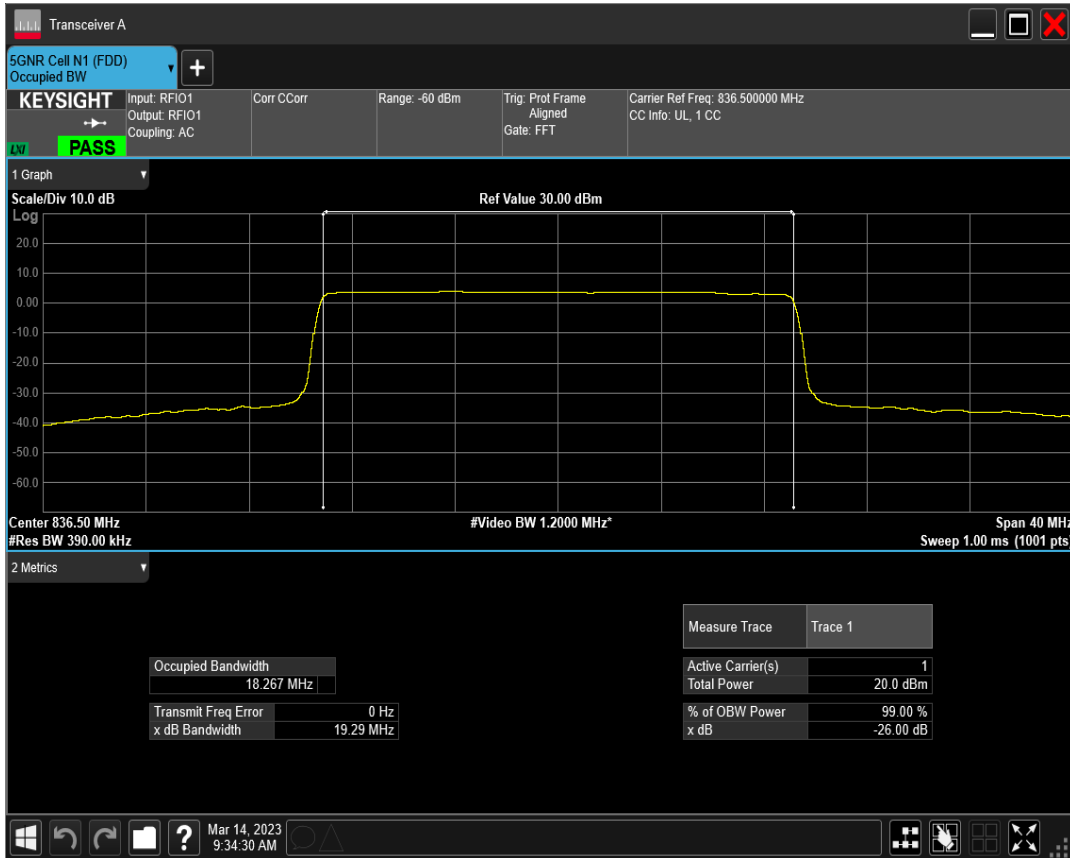 Transceiver A
5GNR Cell N1 (FDD)
Occupied BW
+
KEYSIGHT
LXI
PASS
Input: RFIO1
Output: RFIO1
Coupling: AC
Corr CCorr
Range: -60 dBm
Trig: Prot Frame
Aligned
Gate: FFT
Carrier Ref Freq: 836.500000 MHz
CC Info: UL, 1 CC
1 Graph
Scale/Div 10.0 dB
Ref Value 30.00 dBm
Log
20.0
10.0
0.00
-10.0
-20.0
-30.0
-40.0
-50.0
-60.0
Center 836.50 MHz
#Video BW 1.2000 MHz*
Span 40 MHz
#Res BW 390.00 kHz
Sweep 1.00 ms (1001 pts)
2 Metrics
Measure Trace Trace 1
Occupied Bandwidth
18.267 MHz
Transmit Freq Error 0 Hz
x dB Bandwidth 19.29 MHz
Active Carrier(s) 1
Total Power 20.0 dBm
% of OBW Power 99.00 %
x dB -26.00 dB
?
Mar 14, 2023
9:34:30 AM